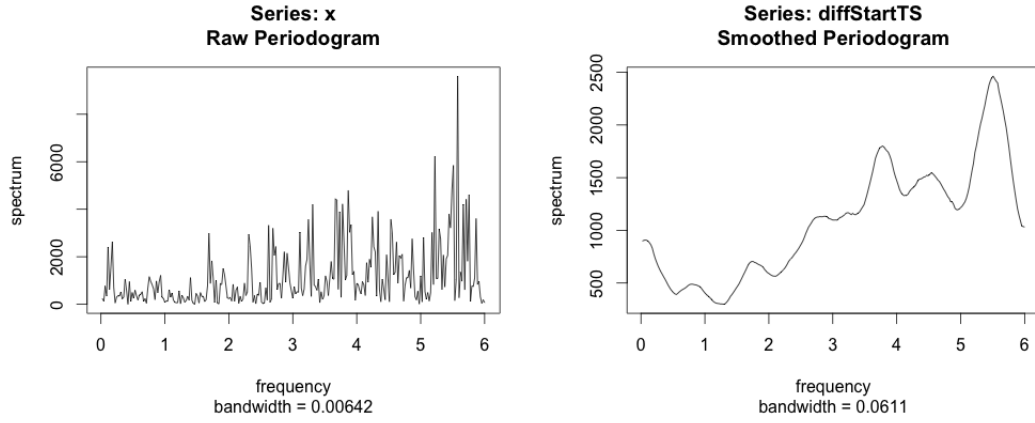 Series: x
Raw Periodogram
spectrum
0 2000 6000
0 1 2 3 4 5 6
frequency
bandwidth = 0.00642
Series: diffStartTS
Smoothed Periodogram
spectrum
500 1000 1500 2000 2500
0 1 2 3 4 5 6
frequency
bandwidth = 0.0611